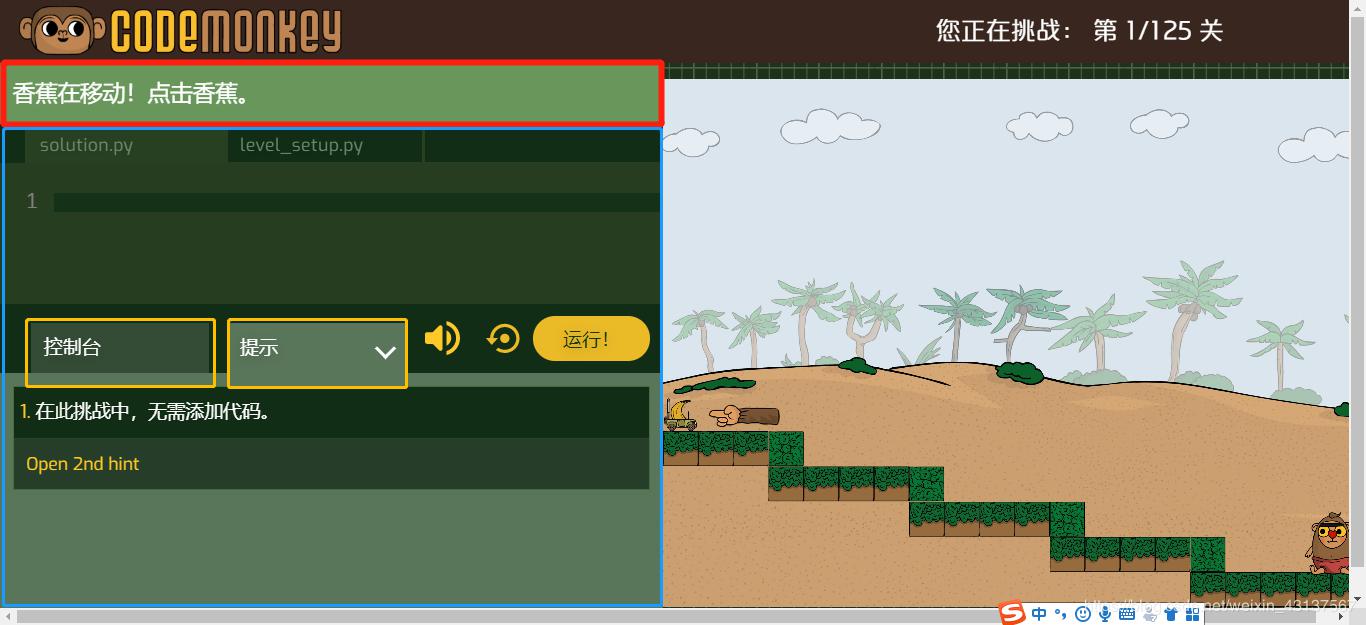 CODEMONKEY
您正在挑战： 第 1/125 关
香蕉在移动！点击香蕉。
solution.py
level_setup.py
1
控制台
提示
运行！
1. 在此挑战中，无需添加代码。
Open 2nd hint
中